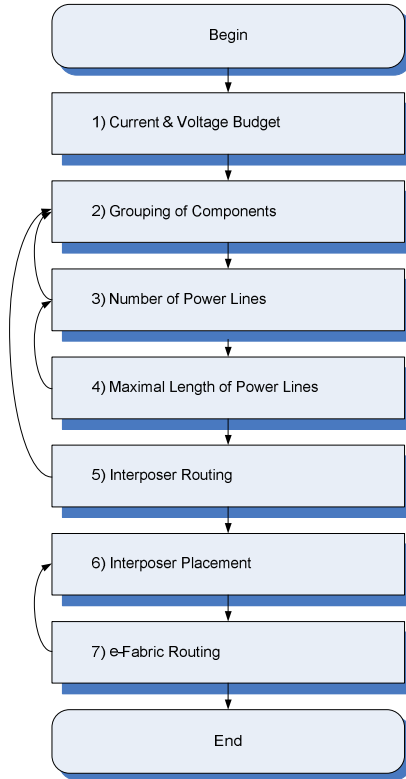 Begin
1) Current & Voltage Budget
2) Grouping of Components
3) Number of Power Lines
4) Maximal Length of Power Lines
5) Interposer Routing
6) Interposer Placement
7) e-Fabric Routing
End